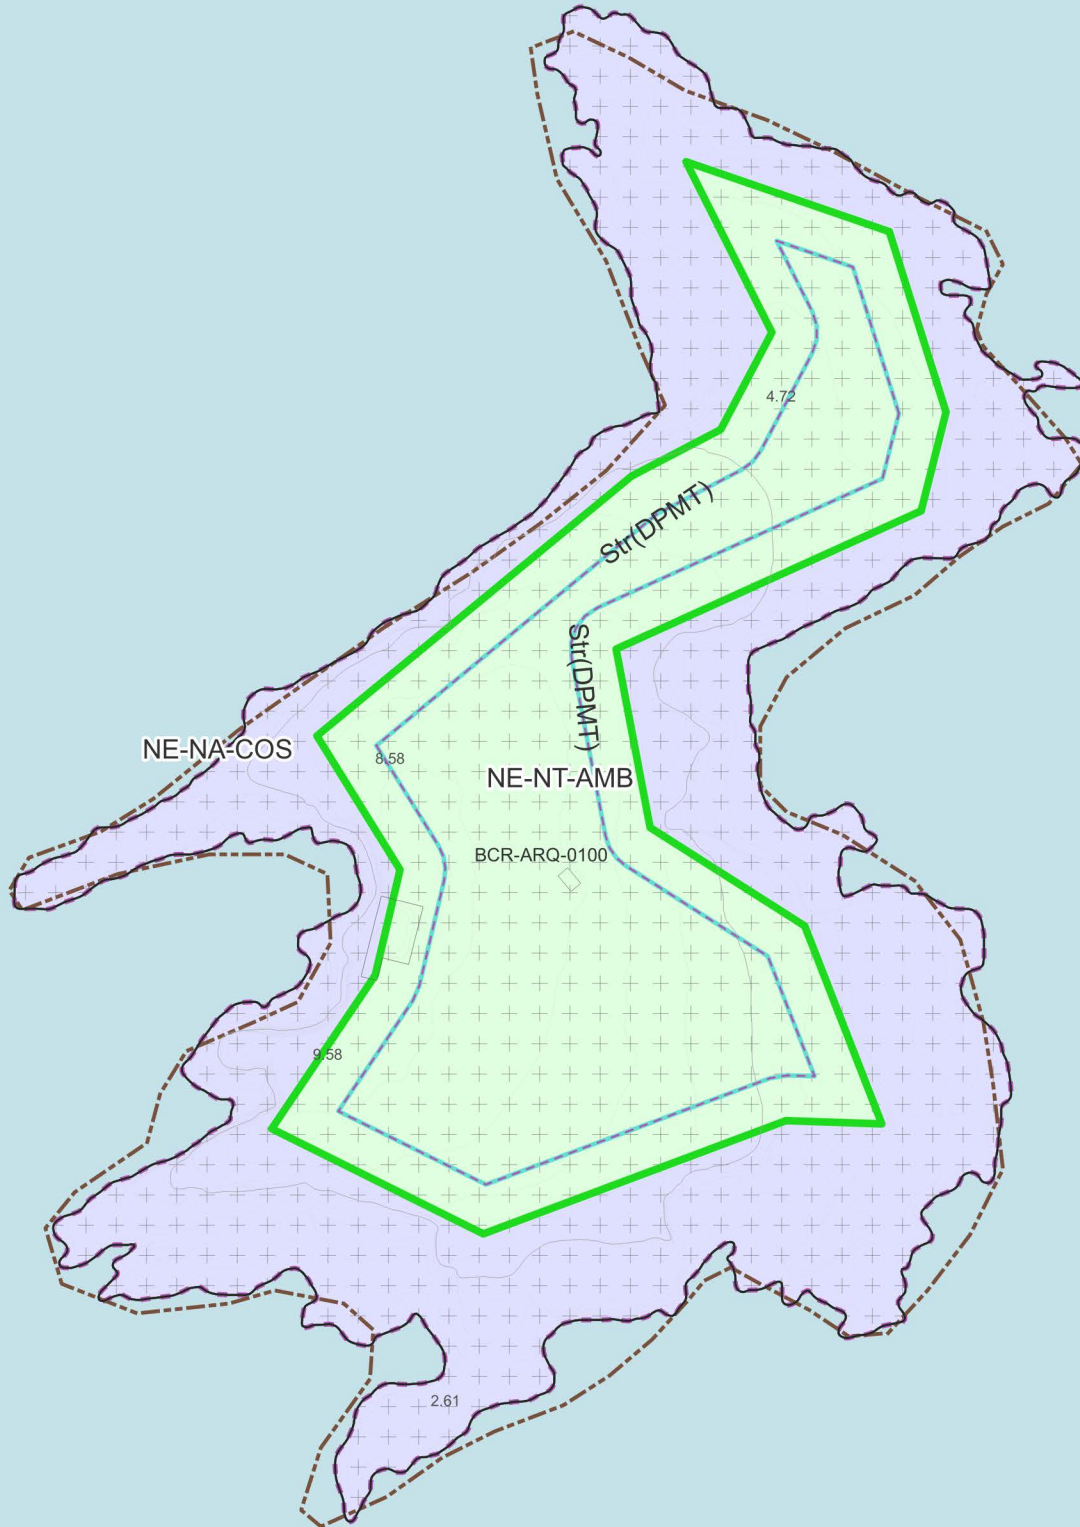 4.72
Str(DPMT)
Str(DPMT)
NE-NA-COS
8.58
NE-NT-AMB
BCR-ARQ-0100
9.58
2.61